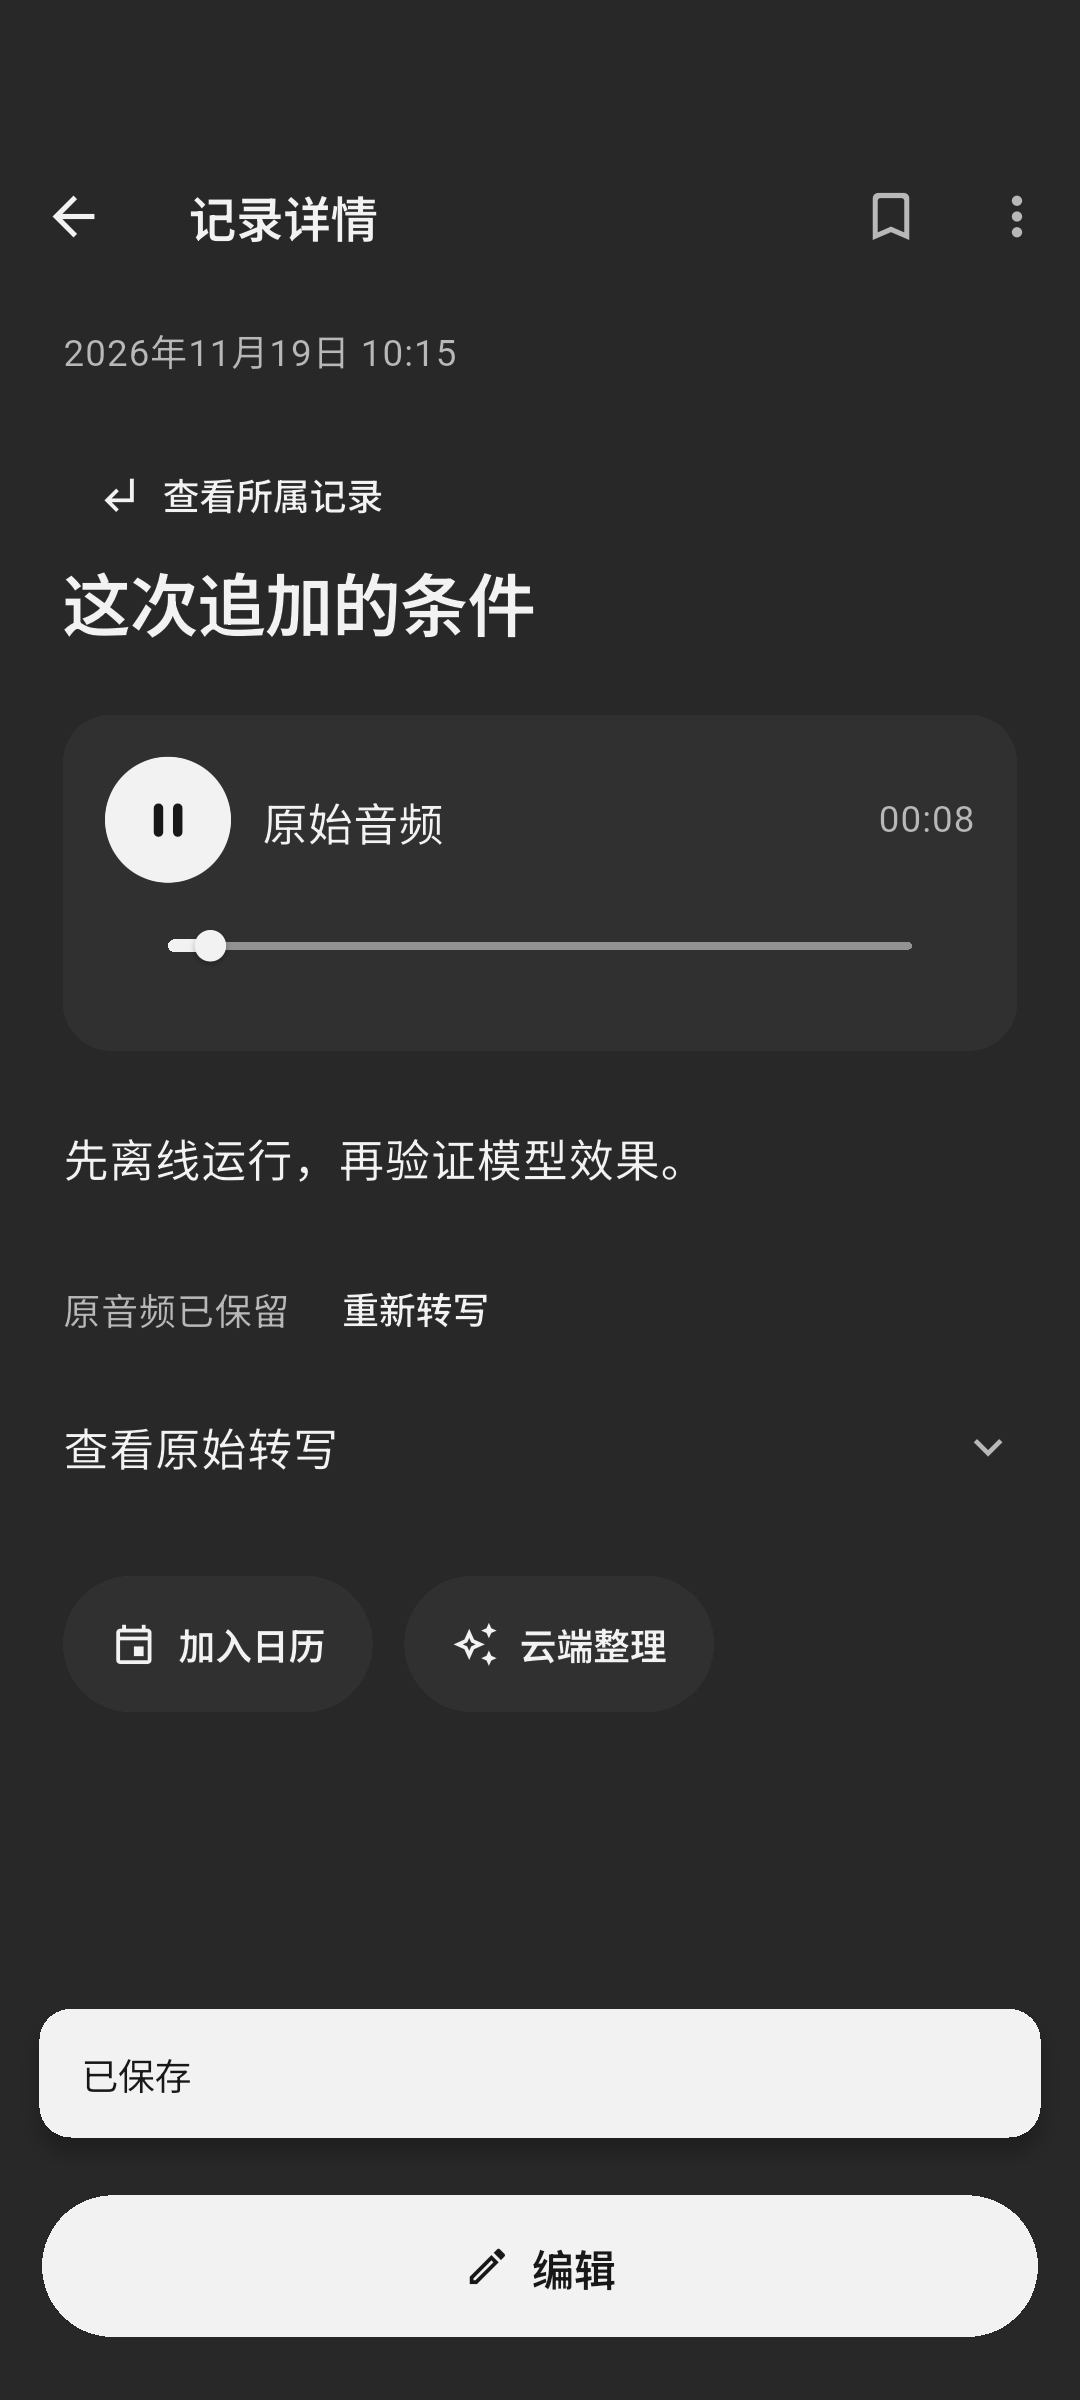 记录详情
2026年11月19日 10:15
查看所属记录
这次追加的条件
原始音频 00:08
先离线运行，再验证模型效果。
原音频已保留 重新转写
查看原始转写
加入日历 云端整理
已保存
编辑